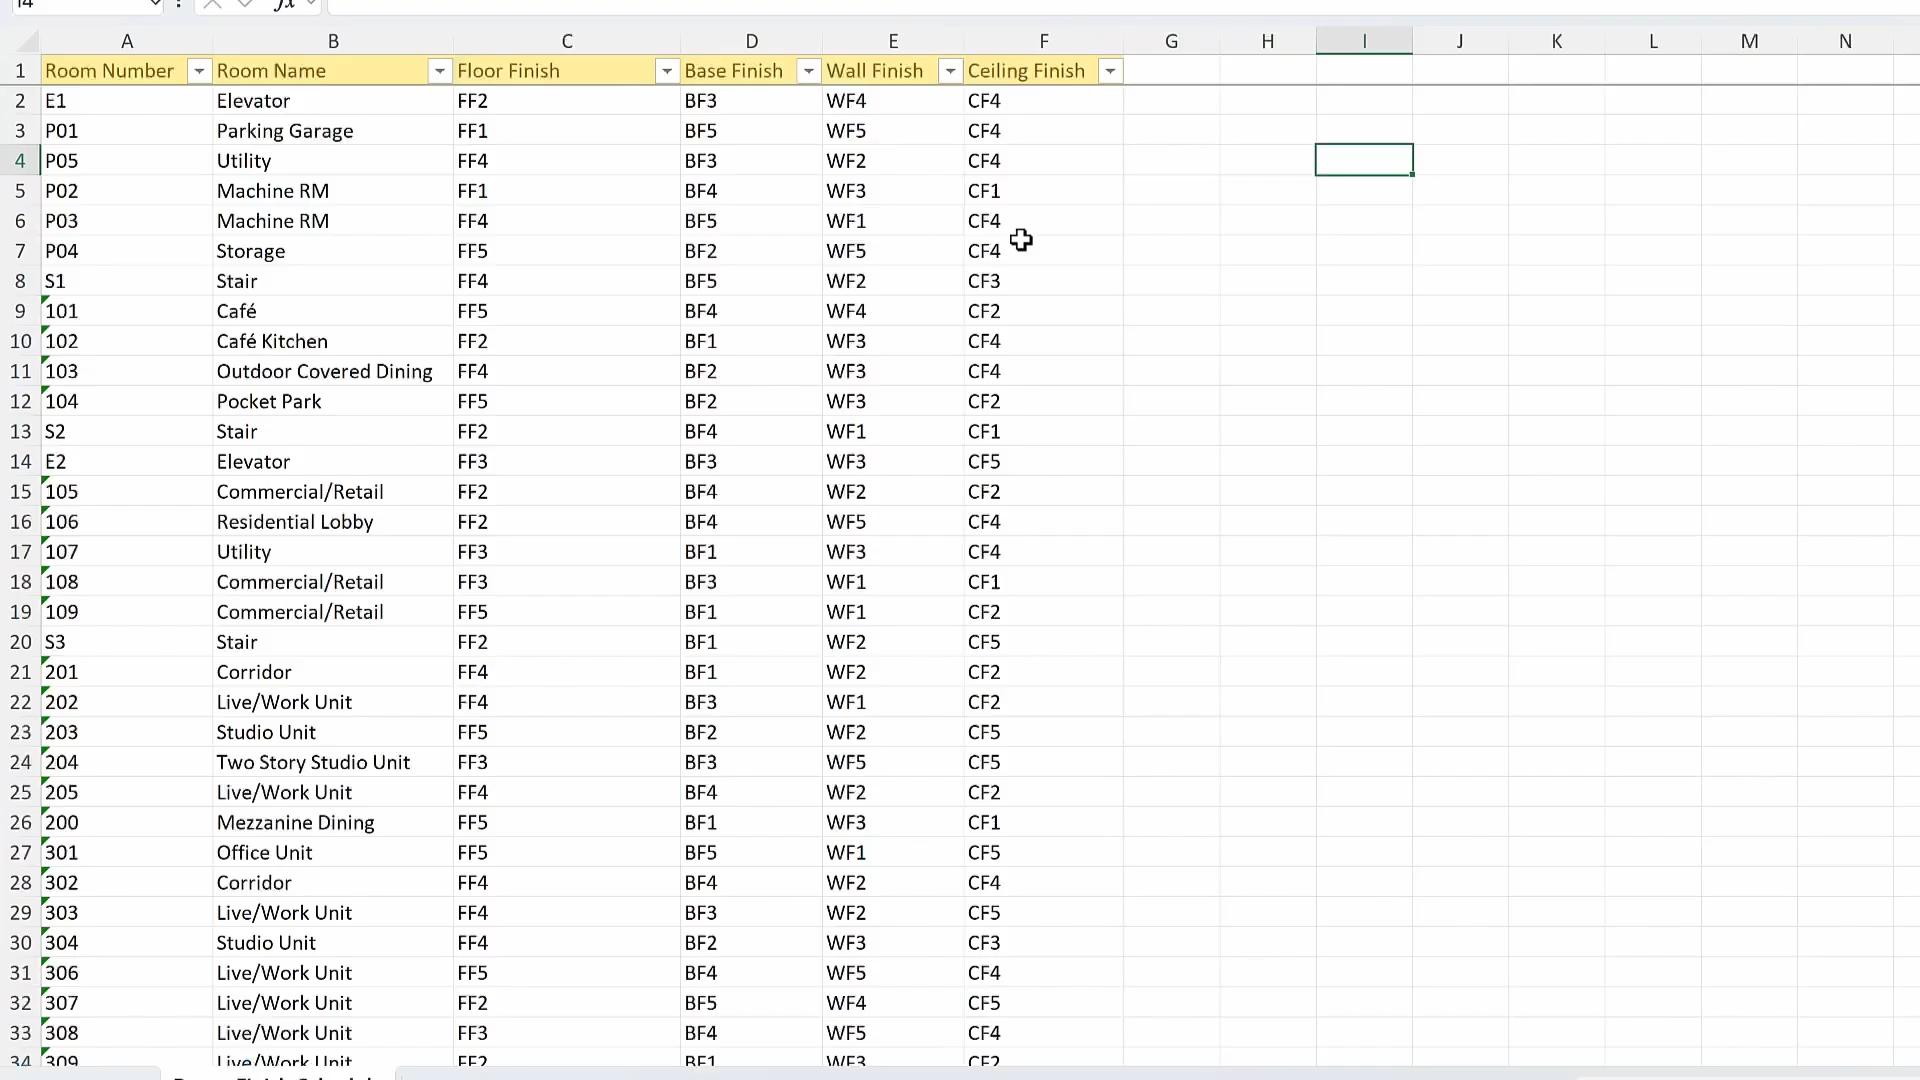 I4 fx
A B C D E F G H I J K L M N
1 Room Number Room Name Floor Finish Base Finish Wall Finish Ceiling Finish
2 E1 Elevator FF2 BF3 WF4 CF4
3 P01 Parking Garage FF1 BF5 WF5 CF4
4 P05 Utility FF4 BF3 WF2 CF4
5 P02 Machine RM FF1 BF4 WF3 CF1
6 P03 Machine RM FF4 BF5 WF1 CF4
7 P04 Storage FF5 BF2 WF5 CF4
8 S1 Stair FF4 BF5 WF2 CF3
9 101 Café FF5 BF4 WF4 CF2
10 102 Café Kitchen FF2 BF1 WF3 CF4
11 103 Outdoor Covered Dining FF4 BF2 WF3 CF4
12 104 Pocket Park FF5 BF2 WF3 CF2
13 S2 Stair FF2 BF4 WF1 CF1
14 E2 Elevator FF3 BF3 WF3 CF5
15 105 Commercial/Retail FF2 BF4 WF2 CF2
16 106 Residential Lobby FF2 BF4 WF5 CF4
17 107 Utility FF3 BF1 WF3 CF4
18 108 Commercial/Retail FF3 BF3 WF1 CF1
19 109 Commercial/Retail FF5 BF1 WF1 CF2
20 S3 Stair FF2 BF1 WF2 CF5
21 201 Corridor FF4 BF1 WF2 CF2
22 202 Live/Work Unit FF4 BF3 WF1 CF2
23 203 Studio Unit FF5 BF2 WF2 CF5
24 204 Two Story Studio Unit FF3 BF3 WF5 CF5
25 205 Live/Work Unit FF4 BF4 WF2 CF2
26 200 Mezzanine Dining FF5 BF1 WF3 CF1
27 301 Office Unit FF5 BF5 WF1 CF5
28 302 Corridor FF4 BF4 WF2 CF4
29 303 Live/Work Unit FF4 BF3 WF2 CF5
30 304 Studio Unit FF4 BF2 WF3 CF3
31 306 Live/Work Unit FF5 BF4 WF5 CF4
32 307 Live/Work Unit FF2 BF5 WF4 CF5
33 308 Live/Work Unit FF3 BF4 WF5 CF4
34 309 Live/Work Unit FF2 BF1 WF3 CF2